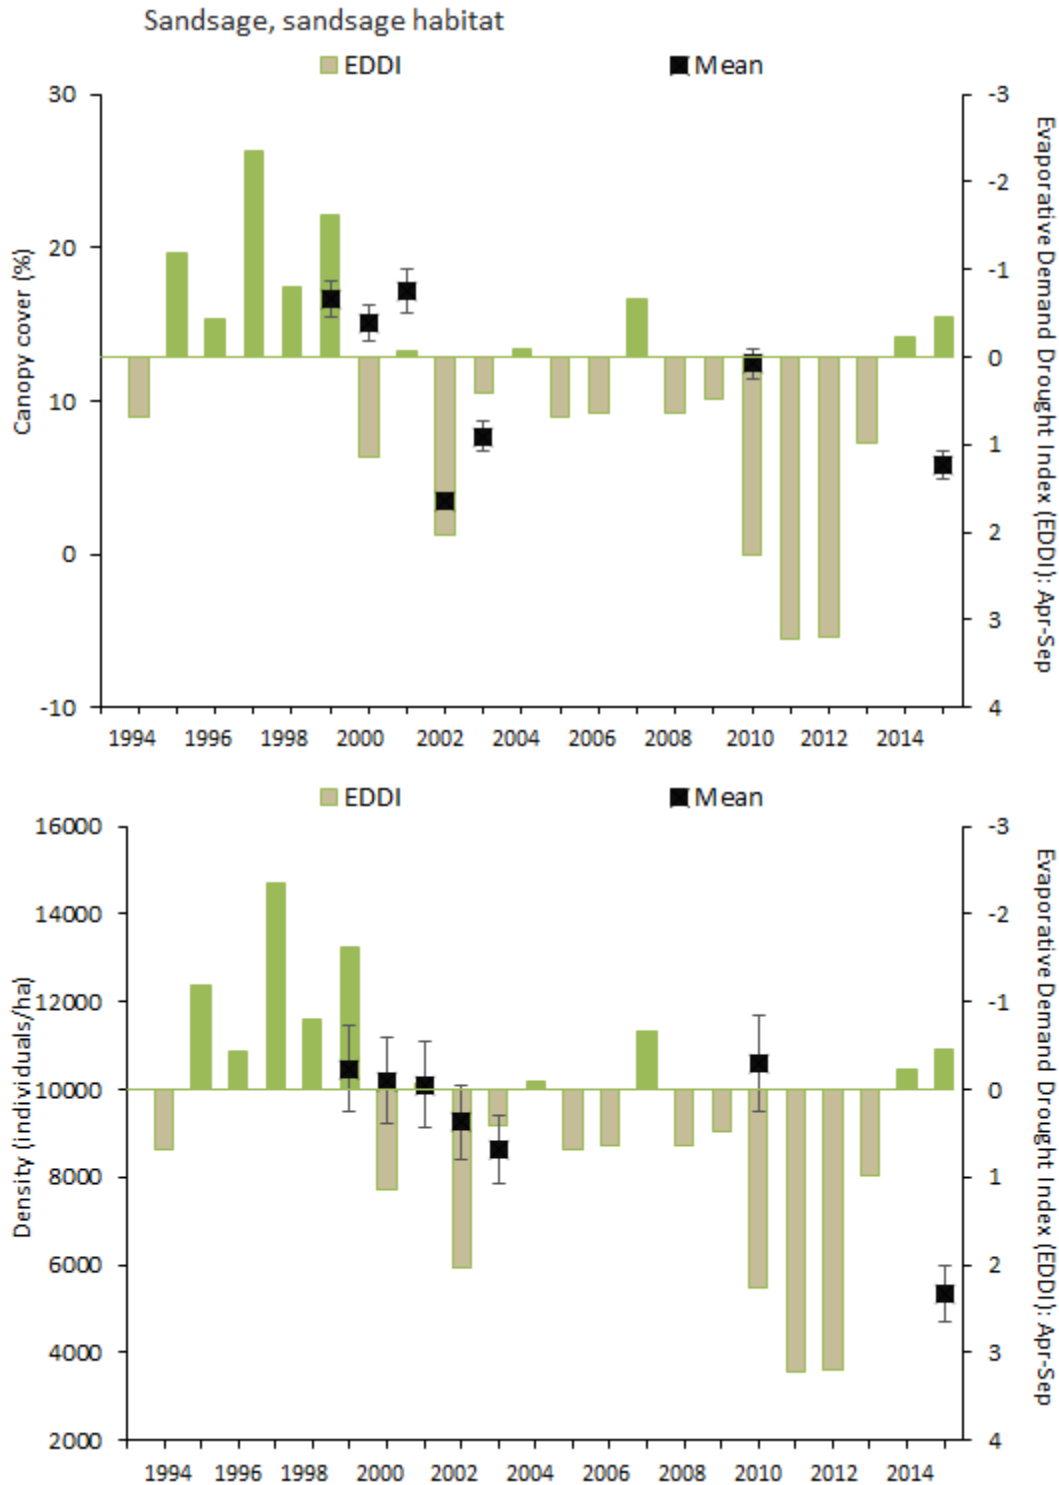 Sandsage, sandsage habitat
EDDI
Mean
30
20
10
0
-10
Canopy cover (%)
-3
-2
-1
0
1
2
3
4
Evaporative Demand Drought Index (EDDI): Apr-Sep
1994 1996 1998 2000 2002 2004 2006 2008 2010 2012 2014
EDDI
Mean
16000
14000
12000
10000
8000
6000
4000
2000
Density (individuals/ha)
-3
-2
-1
0
1
2
3
4
Evaporative Demand Drought Index (EDDI): Apr-Sep
1994 1996 1998 2000 2002 2004 2006 2008 2010 2012 2014